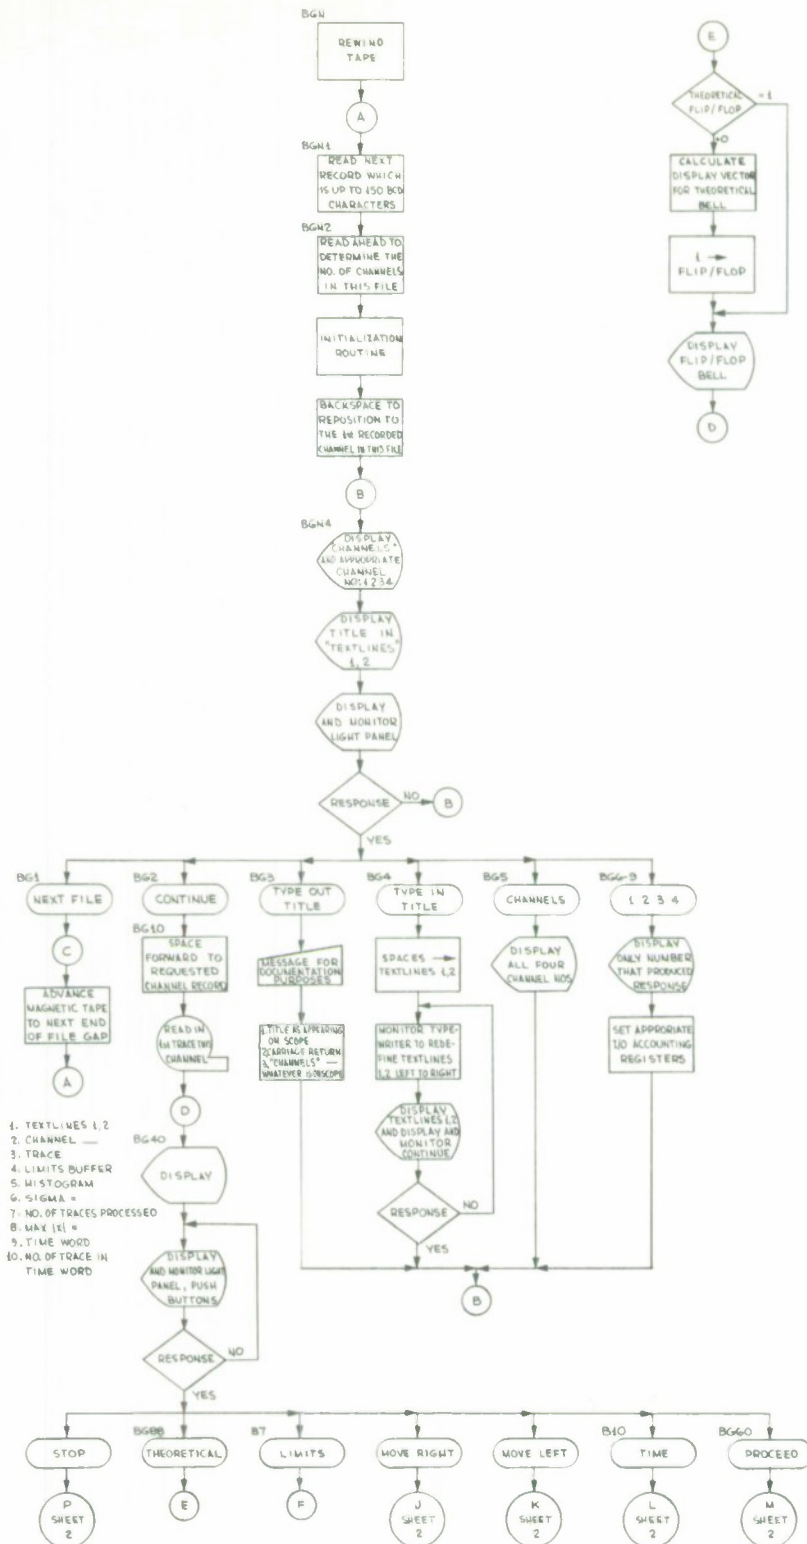 BGN
REWIND
TAPE
A
BGN1
READ NEXT
RECORD WHICH
IS UP TO 150 BCD
CHARACTERS
BGN2
READ AHEAD TO
DETERMINE THE
NO. OF CHANNELS
IN THIS FILE
INITIALIZATION
ROUTINE
BACKSPACE TO
REPOSITION TO
THE 1st RECORDED
CHANNEL IN THIS FILE
B
BGN4
DISPLAY
"CHANNELS"
AND APPROPRIATE
CHANNEL
NO: 1 2 3 4
DISPLAY
TITLE IN
"TEXTLINES"
1, 2
DISPLAY
AND MONITOR
LIGHT PANEL
RESPONSE
NO
B
YES
E
THEORETICAL
FLIP/FLOP
= 1
= 0
CALCULATE
DISPLAY VECTOR
FOR THEORETICAL
BELL
1 →
FLIP/FLOP
DISPLAY
FLIP/FLOP
BELL
D
BG1
NEXT FILE
C
ADVANCE
MAGNETIC TAPE
TO NEXT END
OF FILE GAP
A
BG2
CONTINUE
BG10
SPACE
FORWARD TO
REQUESTED
CHANNEL RECORD
READ IN
1st TRACE THIS
CHANNEL
D
BG40
DISPLAY
DISPLAY
AND MONITOR LIGHT
PANEL, PUSH
BUTTONS
RESPONSE
NO
YES
BG3
TYPE OUT
TITLE
MESSAGE FOR
DOCUMENTATION
PURPOSES
1. TITLE AS APPEARING
ON SCOPE
2. CARRIAGE RETURN
3. "CHANNELS" —
WHATEVER IS ON SCOPE
BG4
TYPE IN
TITLE
SPACES →
TEXTLINES 1,2
MONITOR TYPE-
WRITER TO REDE-
FINE TEXTLINES
1,2 LEFT TO RIGHT
DISPLAY
TEXTLINES 1,2
AND DISPLAY AND
MONITOR
CONTINUE
RESPONSE
NO
YES
BG5
CHANNELS
DISPLAY
ALL FOUR
CHANNEL NOS
BG6-9
1 2 3 4
DISPLAY
ONLY NUMBER
THAT PRODUCED
RESPONSE
SET APPRORIATE
I/O ACCOUNTING
REGISTERS
B
1. TEXTLINES 1,2
2. CHANNEL —
3. TRACE
4. LIMITS BUFFER
5. HISTOGRAM
6. SIGMA =
7. NO. OF TRACES PROCESSED
8. MAX |X| =
9. TIME WORD
10. NO. OF TRACE IN
TIME WORD
STOP
P
SHEET
2
BG88
THEORETICAL
E
B7
LIMITS
F
MOVE RIGHT
J
SHEET
2
MOVE LEFT
K
SHEET
2
B10
TIME
L
SHEET
2
BG60
PROCEED
M
SHEET
2